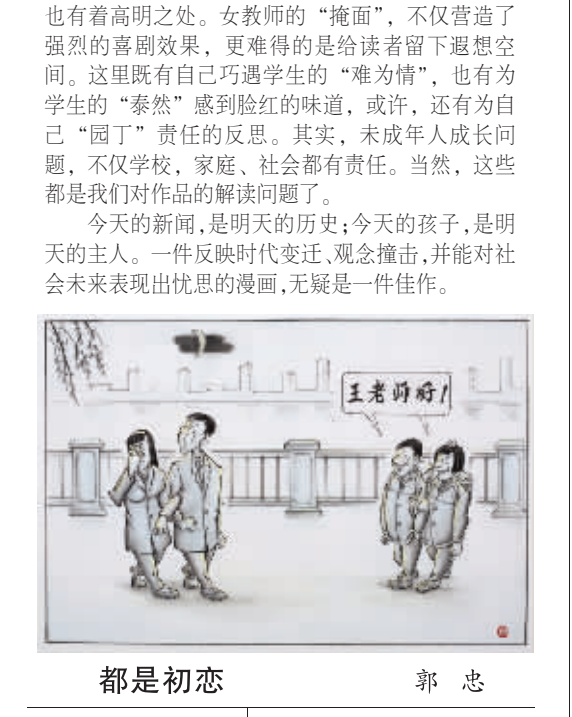 也有着高明之处。女教师的“掩面”，不仅营造了
强烈的喜剧效果，更难得的是给读者留下遐想空
间。这里既有自己巧遇学生的“难为情”，也有为
学生的“泰然”感到脸红的味道，或许，还有为自
己“园丁”责任的反思。其实，未成年人成长问
题，不仅学校，家庭、社会都有责任。当然，这些
都是我们对作品的解读问题了。
今天的新闻，是明天的历史；今天的孩子，是明
天的主人。一件反映时代变迁、观念撞击，并能对社
会未来表现出忧思的漫画，无疑是一件佳作。
王老师好！
都是初恋
郭 忠